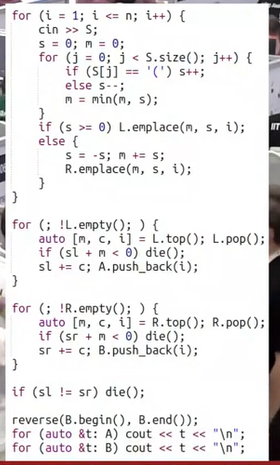 for (i = 1; i <= n; i++) {
    cin >> S;
    s = 0; m = 0;
    for (j = 0; j < S.size(); j++) {
        if (S[j] == '(') s++;
        else s--;
        m = min(m, s);
    }
    if (s >= 0) L.emplace(m, s, i);
    else {
        s = -s; m += s;
        R.emplace(m, s, i);
    }
}

for (; !L.empty(); ) {
    auto [m, c, i] = L.top(); L.pop();
    if (sl + m < 0) die();
    sl += c; A.push_back(i);
}

for (; !R.empty(); ) {
    auto [m, c, i] = R.top(); R.pop();
    if (sr + m < 0) die();
    sr += c; B.push_back(i);
}

if (sl != sr) die();

reverse(B.begin(), B.end());
for (auto &t: A) cout << t << "\n";
for (auto &t: B) cout << t << "\n";